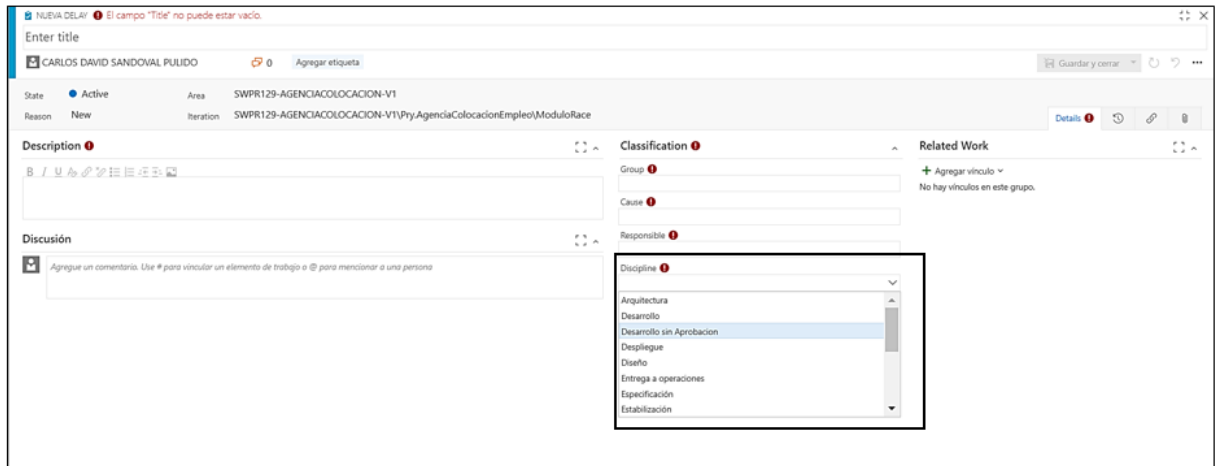 NUEVA DELAY El campo "Title" no puede estar vacío.
Enter title
CARLOS DAVID SANDOVAL PULIDO 0 Agregar etiqueta Guardar y cerrar
State Active Area SWPR129-AGENCIACOLOCACION-V1
Reason New Iteration SWPR129-AGENCIACOLOCACION-V1\Pry.AgenciaColocacionEmpleo\ModuloRace Details
Description
B I U
Discusión
Agregue un comentario. Use # para vincular un elemento de trabajo o @ para mencionar a una persona
Classification
Group
Cause
Responsible
Discipline
Arquitectura
Desarrollo
Desarrollo sin Aprobacion
Despliegue
Diseño
Entrega a operaciones
Especificación
Estabilización
Related Work
+ Agregar vínculo
No hay vínculos en este grupo.